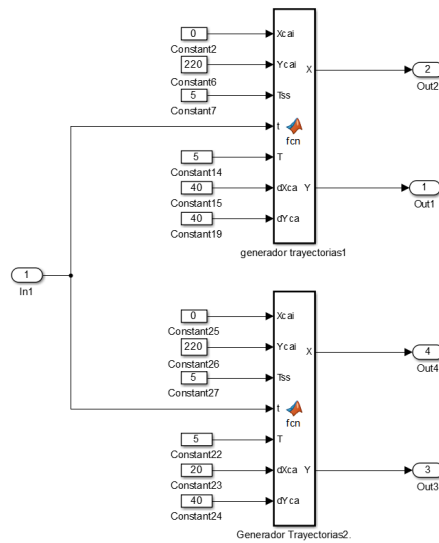 0
Constant2
220
Constant6
5
Constant7
5
Constant14
40
Constant15
40
Constant19
Xcai
Ycai
Tss
t
T
dXca
dYca
fcn
X
Y
generador trayectorias1
2
Out2
1
Out1
1
In1
0
Constant25
220
Constant26
5
Constant27
5
Constant22
20
Constant23
40
Constant24
Xcai
Ycai
Tss
t
T
dXca
dYca
fcn
X
Y
Generador Trayectorias2.
4
Out4
3
Out3